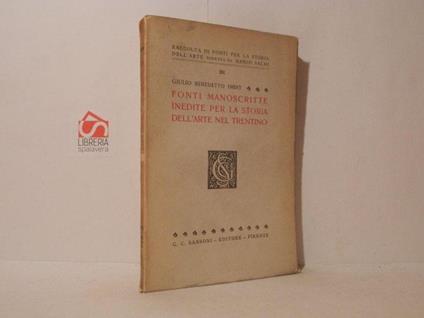 RACCOLTA DI FONTI PER LA STORIA
DELL'ARTE DIRETTA DA MARIO SALMI
III
GIULIO BENEDETTO EMERT
FONTI MANOSCRITTE
INEDITE PER LA STORIA
DELL'ARTE NEL TRENTINO
G. C. SANSONI - EDITORE - FIRENZE
LIBRERIA
spalavera